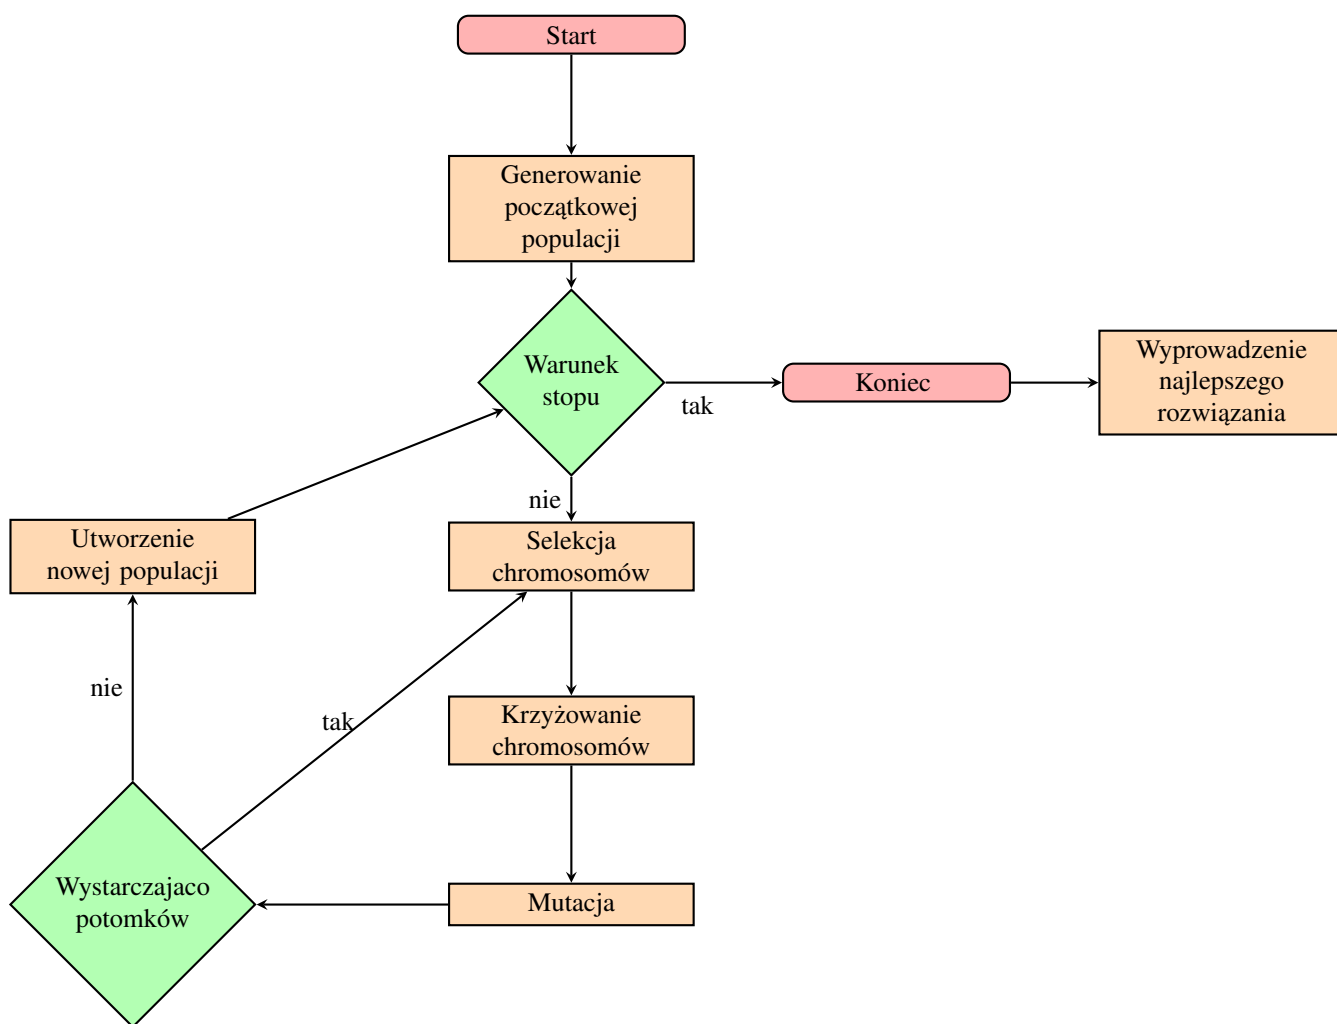 Start
Generowanie
początkowej
populacji
Warunek
stopu
tak
Koniec
Wyprowadzenie
najlepszego
rozwiązania
nie
Utworzenie
nowej populacji
Selekcja
chromosomów
nie
tak
Krzyżowanie
chromosomów
Wystarczajaco
potomków
Mutacja